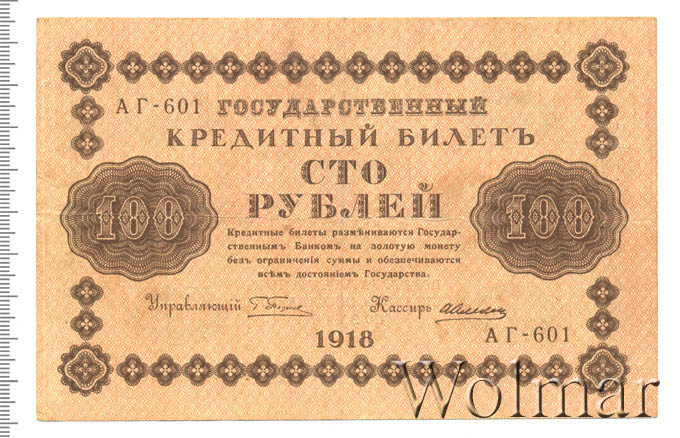 АГ-601 ГОСУДАРСТВЕННЫЙ
КРЕДИТНЫЙ БИЛЕТЪ
СТО
РУБЛЕЙ
100
100
Кредитные билеты размѣниваются Государ-
ственнымъ Банкомъ на золотую монету
безъ ограниченія суммы и обезпечиваются
всѣмъ достояніемъ Государства.
Управляющій
Кассиръ
1918
АГ-601
Wolmar